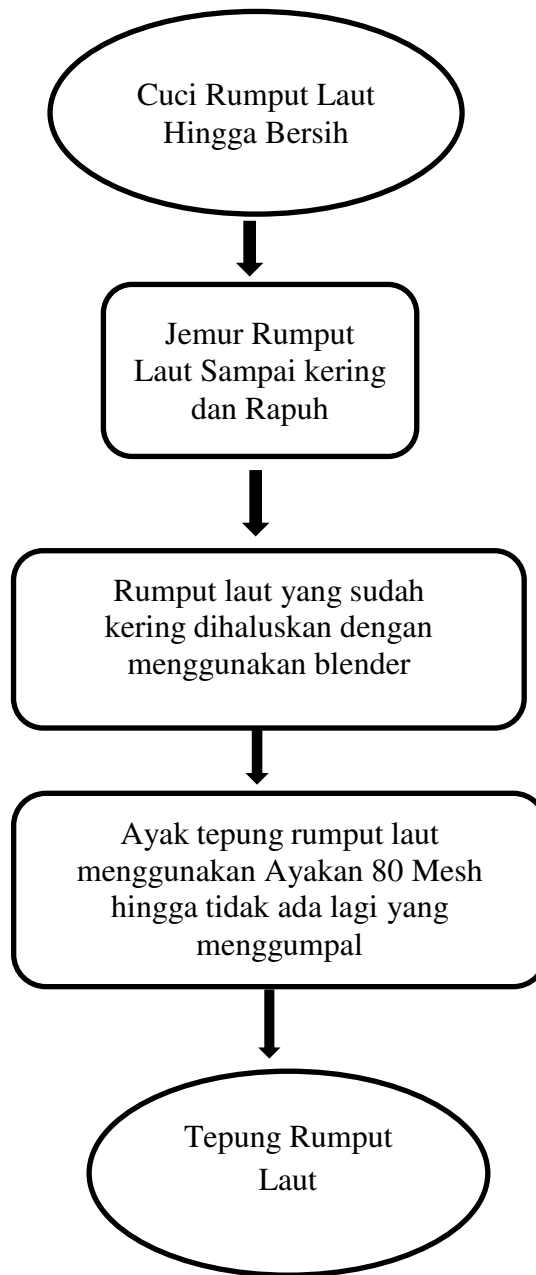 Cuci Rumput Laut
Hingga Bersih
Jemur Rumput
Laut Sampai kering
dan Rapuh
Rumput laut yang sudah
kering dihaluskan dengan
menggunakan blender
Ayak tepung rumput laut
menggunakan Ayakan 80 Mesh
hingga tidak ada lagi yang
menggumpal
Tepung Rumput
Laut